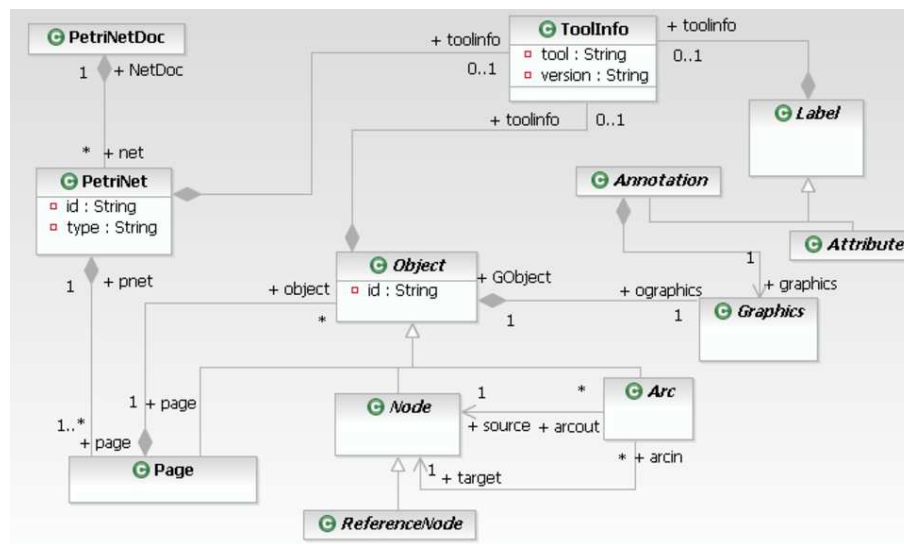 PetriNetDoc
1 + NetDoc
* + net
PetriNet
id : String
type : String
1 + pnet
1..*
+ page
Page
+ toolinfo
0..1
ToolInfo
tool : String
version : String
+ toolinfo
0..1
+ toolinfo 0..1
Label
Annotation
Attribute
1
+ graphics
Graphics
Object
id : String
+ object
*
+ GObject
1
+ ographics
1
1 + page
Node
1 *
+ source + arcout
Arc
* + arcin
1
+ target
ReferenceNode